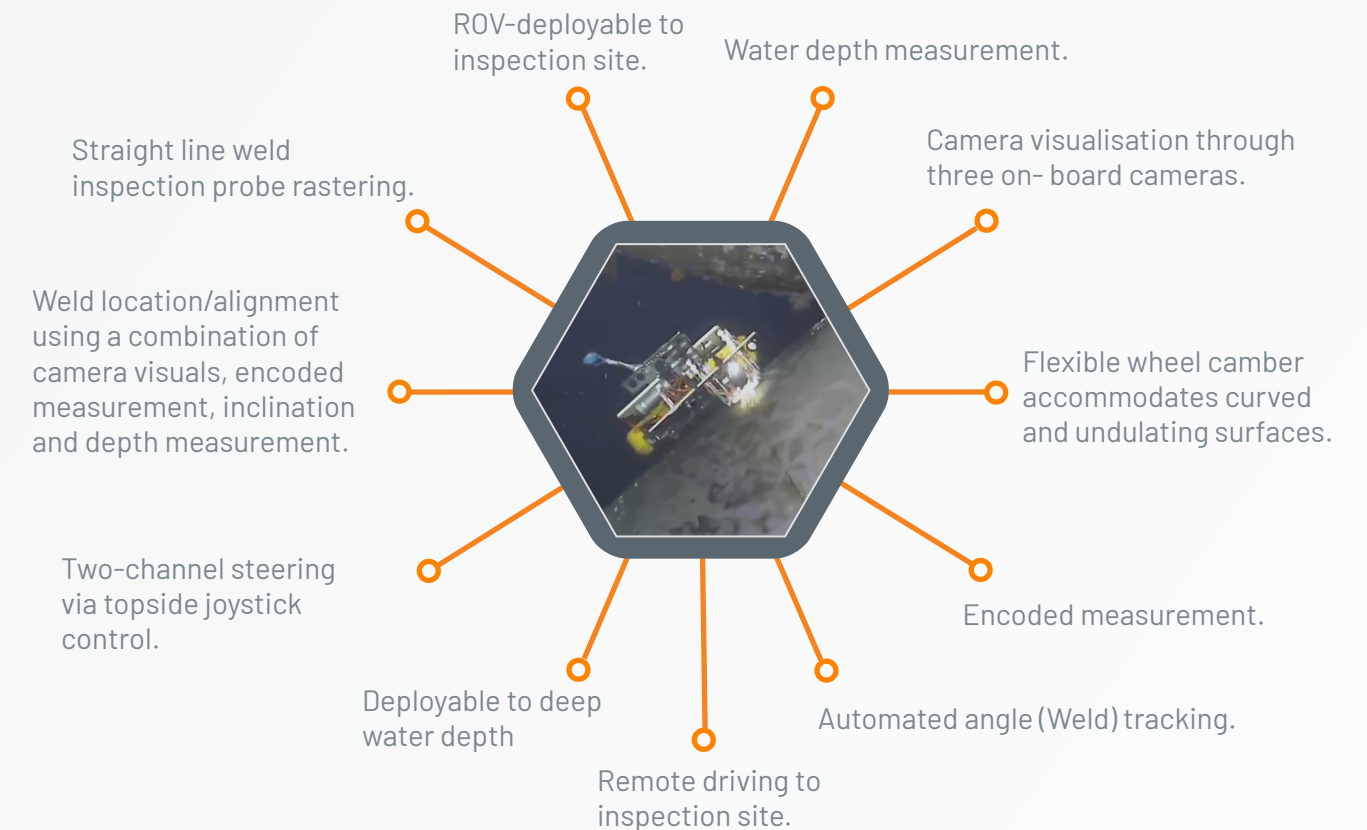 ROV-deployable to
inspection site.
Water depth measurement.
Straight line weld
inspection probe rastering.
Camera visualisation through
three on- board cameras.
Weld location/alignment
using a combination of
camera visuals, encoded
measurement, inclination
and depth measurement.
Flexible wheel camber
accommodates curved
and undulating surfaces.
Two-channel steering
via topside joystick
control.
Encoded measurement.
Deployable to deep
water depth
Automated angle (Weld) tracking.
Remote driving to
inspection site.